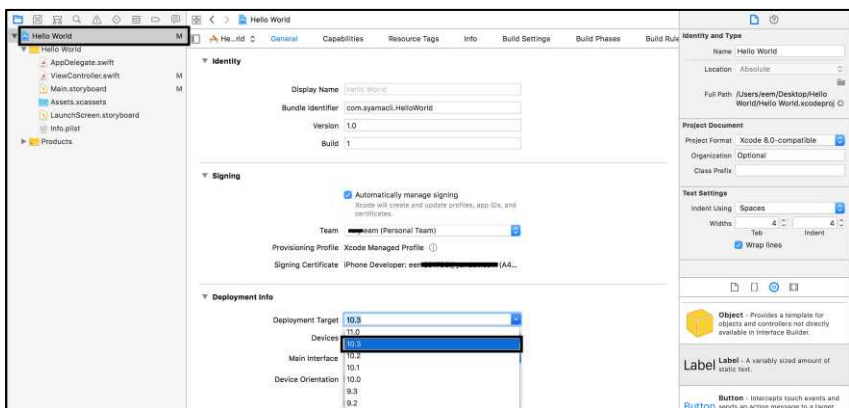 Hello World
Hello World M
He...rld General Capabilities Resource Tags Info Build Settings Build Phases Build Rule
Hello World
AppDelegate.swift
ViewController.swift M
Main.storyboard M
Assets.xcassets
LaunchScreen.storyboard
Info.plist
Products
Identity
Display Name Hello World
Bundle Identifier com.syamacii.HelloWorld
Version 1.0
Build 1
Signing
Automatically manage signing
Xcode will create and update profiles, app IDs, and
certificates.
Team eem (Personal Team)
Provisioning Profile Xcode Managed Profile
Signing Certificate iPhone Developer: (A4...
Deployment Info
Deployment Target 10.3
11.0
Devices 10.3
Main Interface 10.2
10.1
Device Orientation 10.0
9.3
9.2
Identity and Type
Name Hello World
Location Absolute
Full Path /Users/eem/Desktop/Hello
World/Hello World.xcodeproj
Project Document
Project Format Xcode 8.0-compatible
Organization Optional
Class Prefix
Text Settings
Indent Using Spaces
Widths 4 4
Tab Indent
Wrap lines
Object - Provides a template for
objects and controllers not directly
available in Interface Builder.
Label Label - A variably sized amount of
static text.
Button Button - Intercepts touch events and
sends an action message to a target